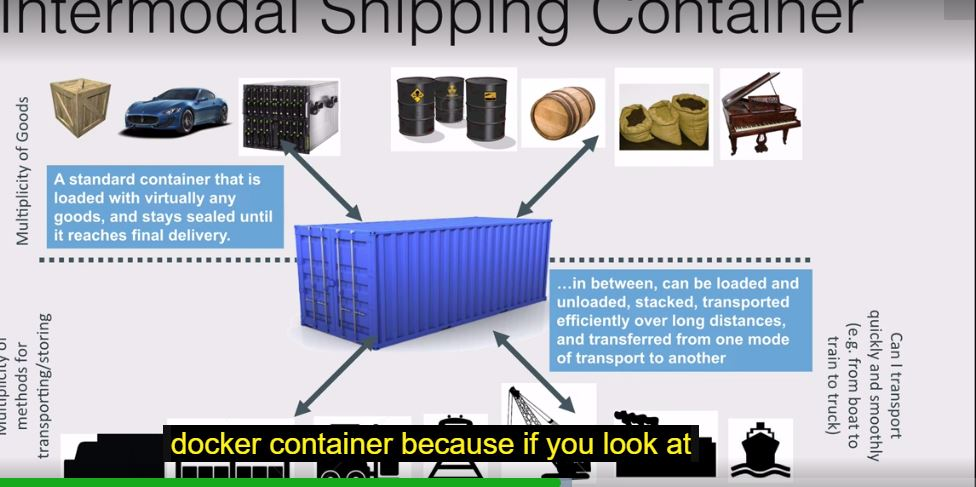 Intermodal Shipping Container
Multiplicity of Goods
A standard container that is
loaded with virtually any
goods, and stays sealed until
it reaches final delivery.
...in between, can be loaded and
unloaded, stacked, transported
efficiently over long distances,
and transferred from one mode
of transport to another
Multiplicity of
methods for
transporting/storing
Can I transport
quickly and smoothly
(e.g. from boat to
train to truck)
docker container because if you look at